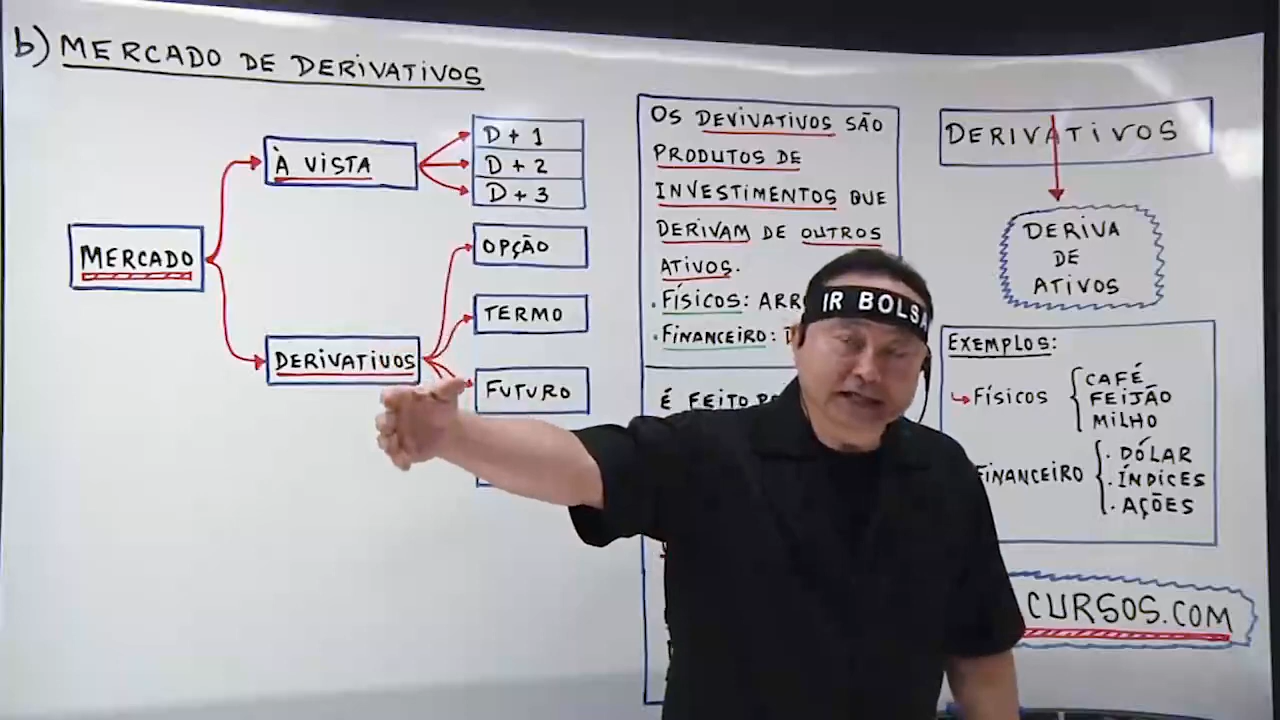 b) MERCADO DE DERIVATIVOS
MERCADO
À VISTA
D + 1
D + 2
D + 3
DERIVATIVOS
OPÇÃO
TERMO
FUTURO
OS DEVIVATIVOS SÃO
PRODUTOS DE
INVESTIMENTOS QUE
DERIVAM DE OUTROS
ATIVOS.
. FÍSICOS:
. FINANCEIRO:
É FEITO
DERIVATIVOS
DERIVA
DE
ATIVOS
EXEMPLOS:
FÍSICOS
CAFÉ
FEIJÃO
MILHO
FINANCEIRO
. DÓLAR
. ÍNDICES
. AÇÕES
CURSOS.COM
IR BOLSA